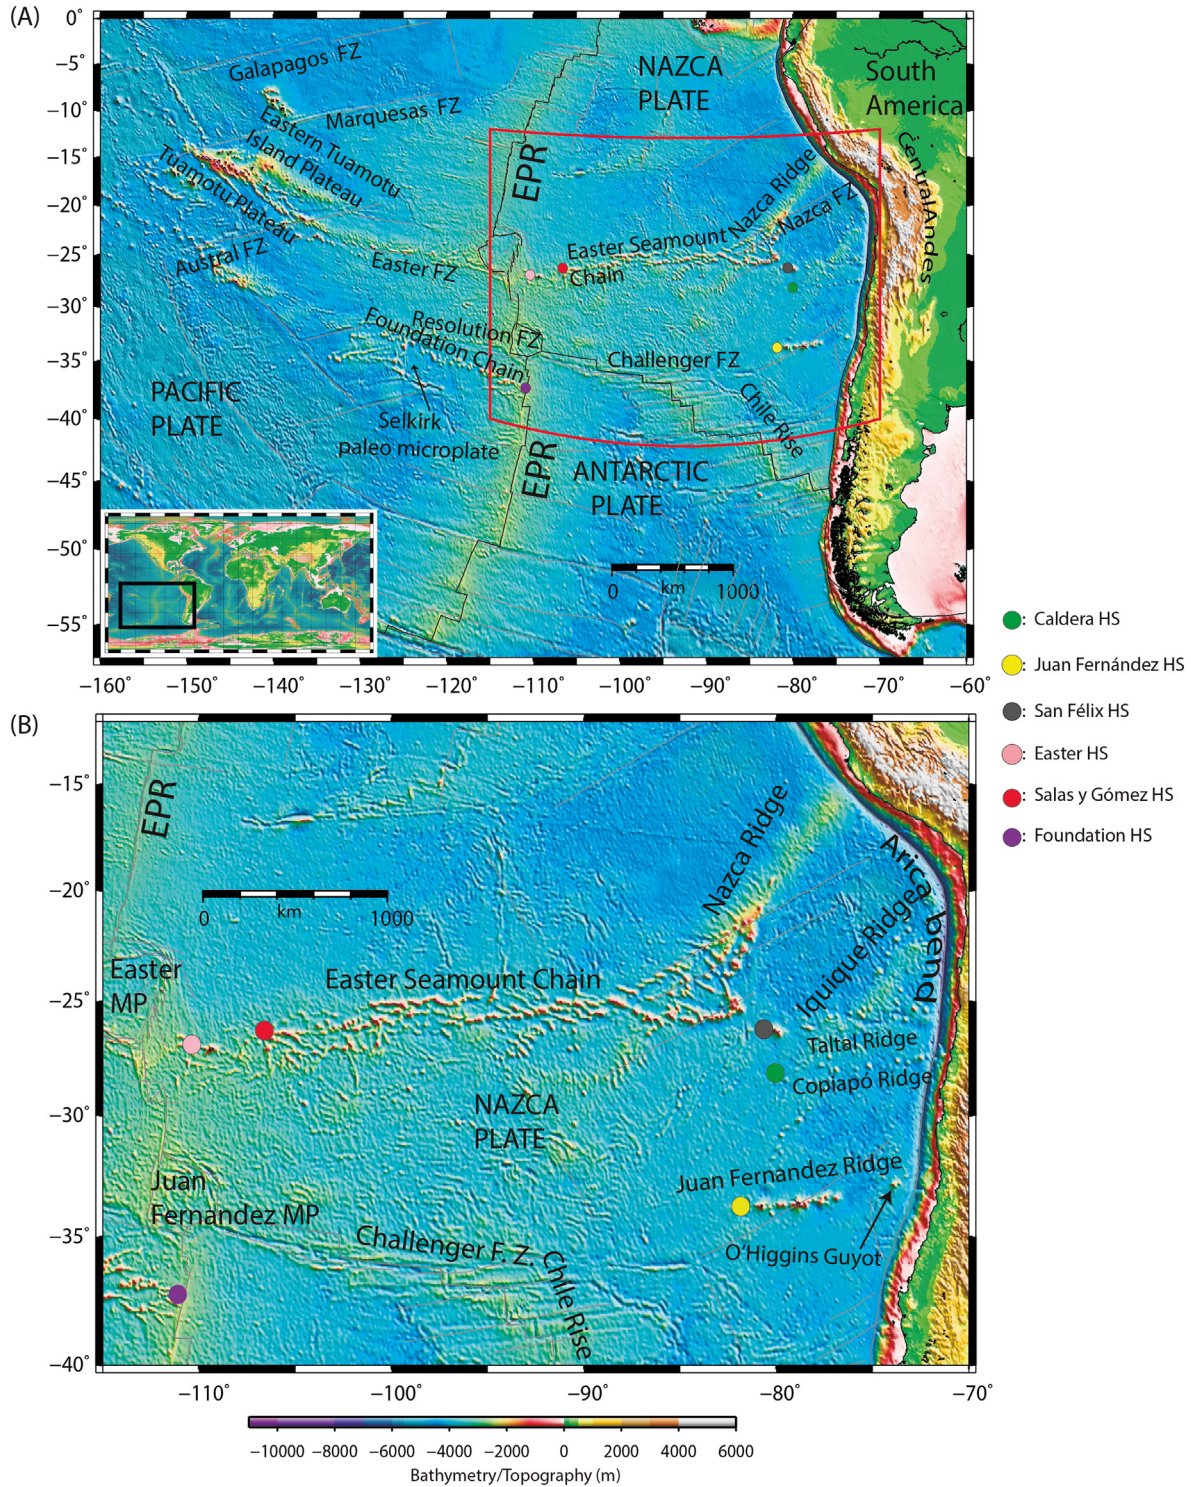 (A)
0°
−5°
−10°
−15°
−20°
−25°
−30°
−35°
−40°
−45°
−50°
−55°
Galapagos FZ
Marquesas FZ
Eastern Tuamotu
Island Plateau
Tuamotu Plateau
Austral FZ
Easter FZ
Resolution FZ
Foundation Chain
Selkirk
paleo microplate
PACIFIC
PLATE
EPR
EPR
NAZCA
PLATE
South
America
Central Andes
Nazca Ridge
Nazca FZ
Easter Seamount
Chain
Challenger FZ
Chile Rise
ANTARCTIC
PLATE
0 km 1000
−160° −150° −140° −130° −120° −110° −100° −90° −80° −70° −60°
: Caldera HS
: Juan Fernández HS
: San Félix HS
: Easter HS
: Salas y Gómez HS
: Foundation HS
(B)
−15°
−20°
−25°
−30°
−35°
−40°
EPR
0 km 1000
Nazca Ridge
Arica bend
Iquique Ridge
Easter
MP
Easter Seamount Chain
Taltal Ridge
Copiapó Ridge
NAZCA
PLATE
Juan
Fernandez MP
Juan Fernandez Ridge
O'Higgins Guyot
Challenger F. Z.
Chile Rise
−110° −100° −90° −80° −70°
−10000 −8000 −6000 −4000 −2000 0 2000 4000 6000
Bathymetry/Topography (m)